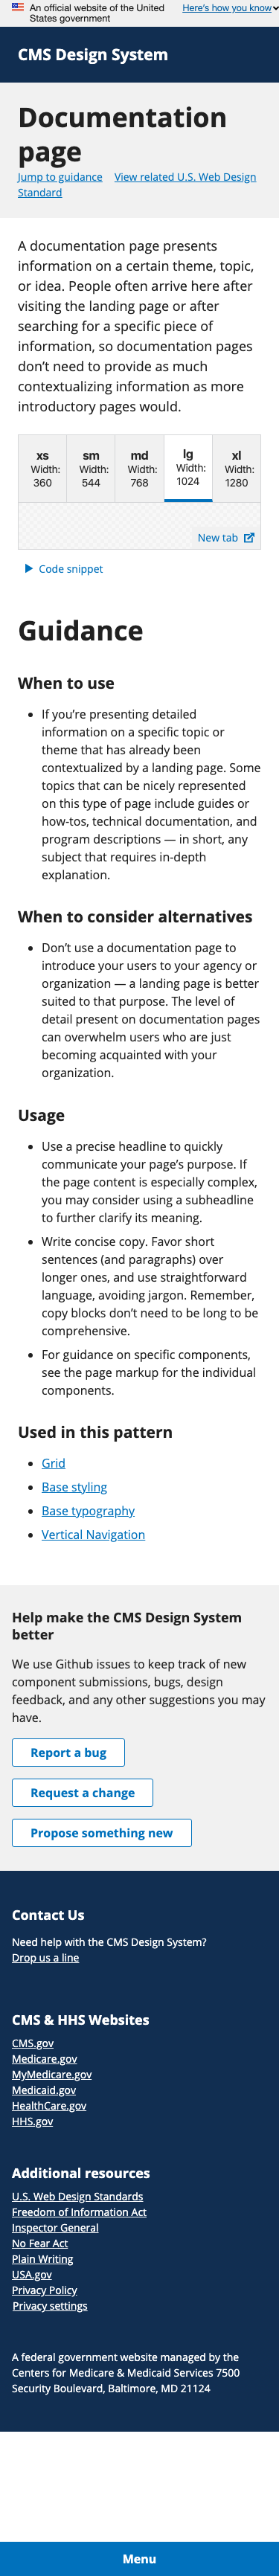 An official website of the United
States government
Here's how you know
CMS Design System
Documentation
page
Jump to guidance View related U.S. Web Design
Standard
A documentation page presents
information on a certain theme, topic,
or idea. People often arrive here after
visiting the landing page or after
searching for a specific piece of
information, so documentation pages
don’t need to provide as much
contextualizing information as more
introductory pages would.
xs
Width:
360
sm
Width:
544
md
Width:
768
lg
Width:
1024
xl
Width:
1280
New tab
Code snippet
Guidance
When to use
If you’re presenting detailed
information on a specific topic or
theme that has already been
contextualized by a landing page. Some
topics that can be nicely represented
on this type of page include guides or
how-tos, technical documentation, and
program descriptions — in short, any
subject that requires in-depth
explanation.
When to consider alternatives
Don’t use a documentation page to
introduce your users to your agency or
organization — a landing page is better
suited to that purpose. The level of
detail present on documentation pages
can overwhelm users who are just
becoming acquainted with your
organization.
Usage
Use a precise headline to quickly
communicate your page’s purpose. If
the page content is especially complex,
you may consider using a subheadline
to further clarify its meaning.
Write concise copy. Favor short
sentences (and paragraphs) over
longer ones, and use straightforward
language, avoiding jargon. Remember,
copy blocks don’t need to be long to be
comprehensive.
For guidance on specific components,
see the page markup for the individual
components.
Used in this pattern
Grid
Base styling
Base typography
Vertical Navigation
Help make the CMS Design System
better
We use Github issues to keep track of new
component submissions, bugs, design
feedback, and any other suggestions you may
have.
Report a bug
Request a change
Propose something new
Contact Us
Need help with the CMS Design System?
Drop us a line
CMS & HHS Websites
CMS.gov
Medicare.gov
MyMedicare.gov
Medicaid.gov
HealthCare.gov
HHS.gov
Additional resources
U.S. Web Design Standards
Freedom of Information Act
Inspector General
No Fear Act
Plain Writing
USA.gov
Privacy Policy
Privacy settings
A federal government website managed by the
Centers for Medicare & Medicaid Services 7500
Security Boulevard, Baltimore, MD 21124
Menu